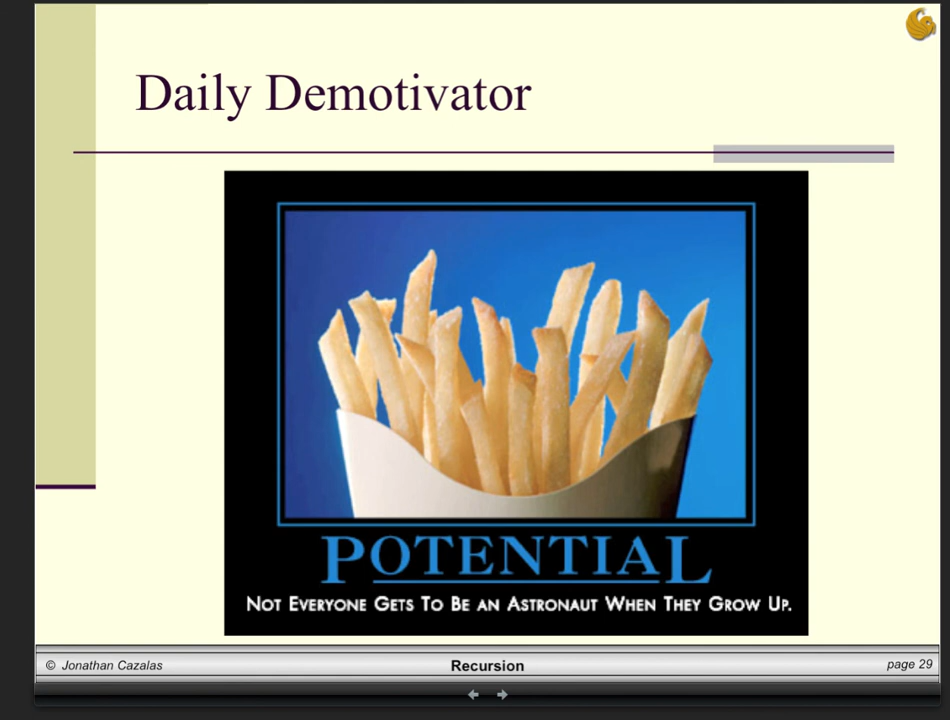 Daily Demotivator
POTENTIAL
NOT EVERYONE GETS TO BE AN ASTRONAUT WHEN THEY GROW UP.
© Jonathan Cazalas
Recursion
page 29